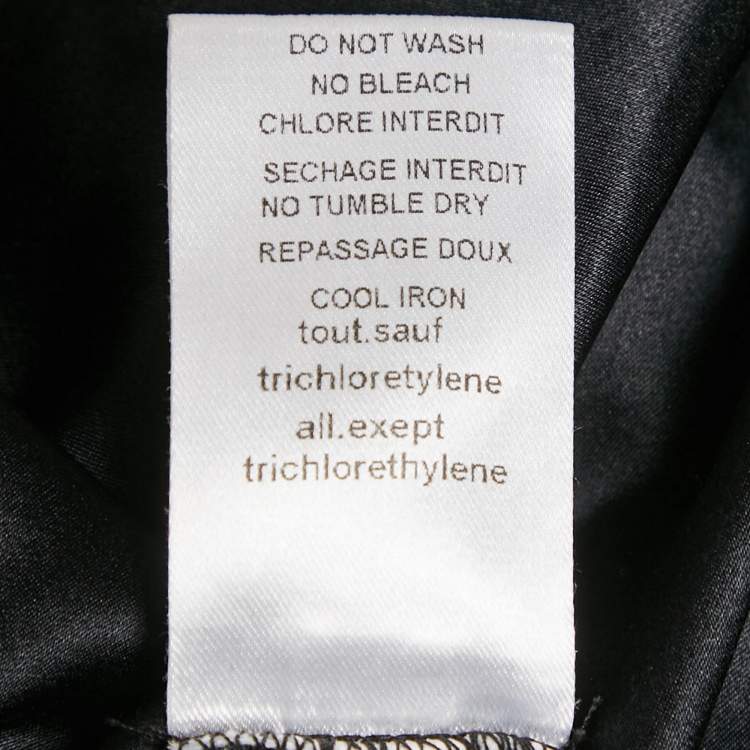 DO NOT WASH
NO BLEACH
CHLORE INTERDIT
SECHAGE INTERDIT
NO TUMBLE DRY
REPASSAGE DOUX
COOL IRON
tout.sauf
trichloretylene
all.exept
trichlorethylene